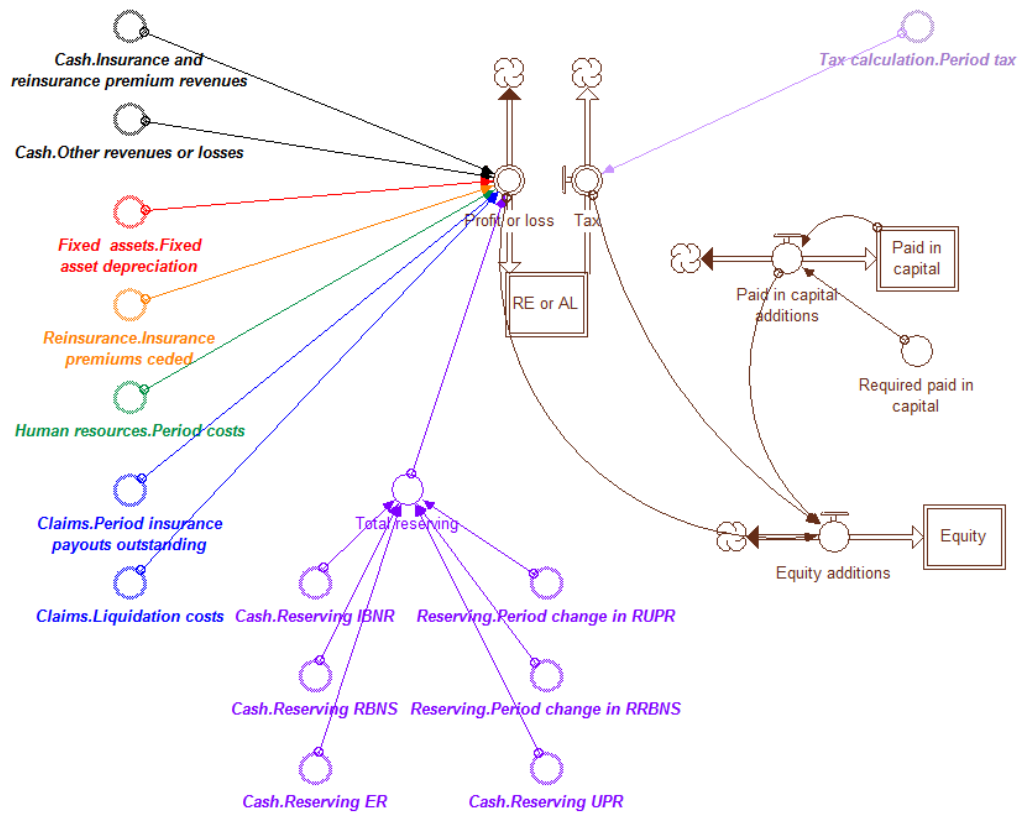 Cash.Insurance and
reinsurance premium revenues
Tax calculation.Period tax
Cash.Other revenues or losses
Profit or loss
Tax
Fixed assets.Fixed
asset depreciation
Paid in
capital
RE or AL
Paid in capital
additions
Reinsurance.Insurance
premiums ceded
Required paid in
capital
Human resources.Period costs
Claims.Period insurance
payouts outstanding
Total reserving
Equity
Equity additions
Claims.Liquidation costs
Cash.Reserving IBNR
Reserving.Period change in RUPR
Cash.Reserving RBNS
Reserving.Period change in RRBNS
Cash.Reserving ER
Cash.Reserving UPR